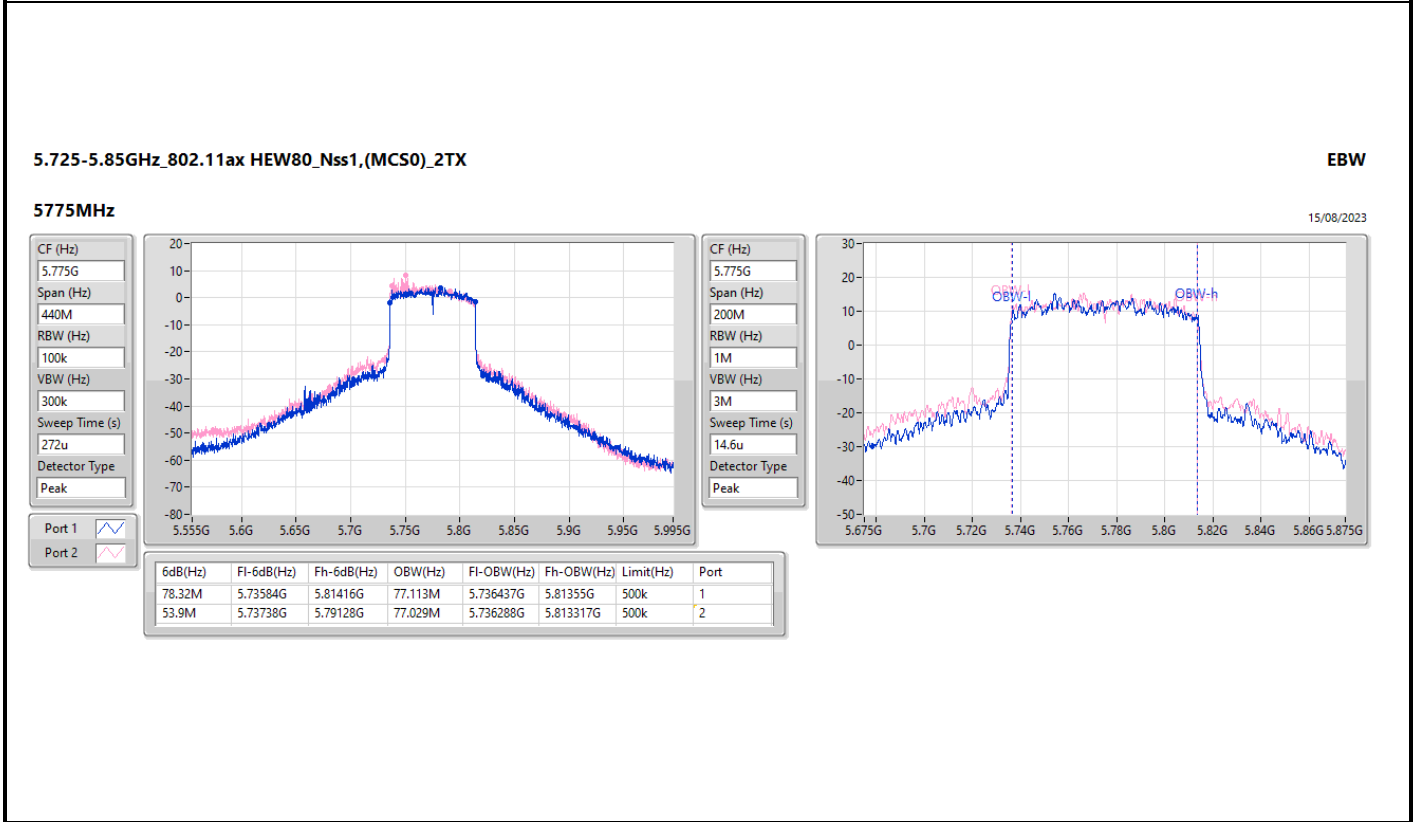 5.725-5.85GHz_802.11ax HEW80_Nss1,(MCS0)_2TX
EBW
5775MHz
15/08/2023
CF (Hz)
5.775G
Span (Hz)
440M
RBW (Hz)
100k
VBW (Hz)
300k
Sweep Time (s)
272u
Detector Type
Peak
Port 1
Port 2
20
10
0
-10
-20
-30
-40
-50
-60
-70
-80
5.555G 5.6G 5.65G 5.7G 5.75G 5.8G 5.85G 5.9G 5.95G 5.995G
CF (Hz)
5.775G
Span (Hz)
200M
RBW (Hz)
1M
VBW (Hz)
3M
Sweep Time (s)
14.6u
Detector Type
Peak
30
20
10
0
-10
-20
-30
-40
-50
OBW-l
OBW-h
5.675G 5.7G 5.72G 5.74G 5.76G 5.78G 5.8G 5.82G 5.84G 5.86G 5.875G
6dB(Hz) Fl-6dB(Hz) Fh-6dB(Hz) OBW(Hz) Fl-OBW(Hz) Fh-OBW(Hz) Limit(Hz) Port
78.32M 5.73584G 5.81416G 77.113M 5.736437G 5.81355G 500k 1
53.9M 5.73738G 5.79128G 77.029M 5.736288G 5.813317G 500k 2